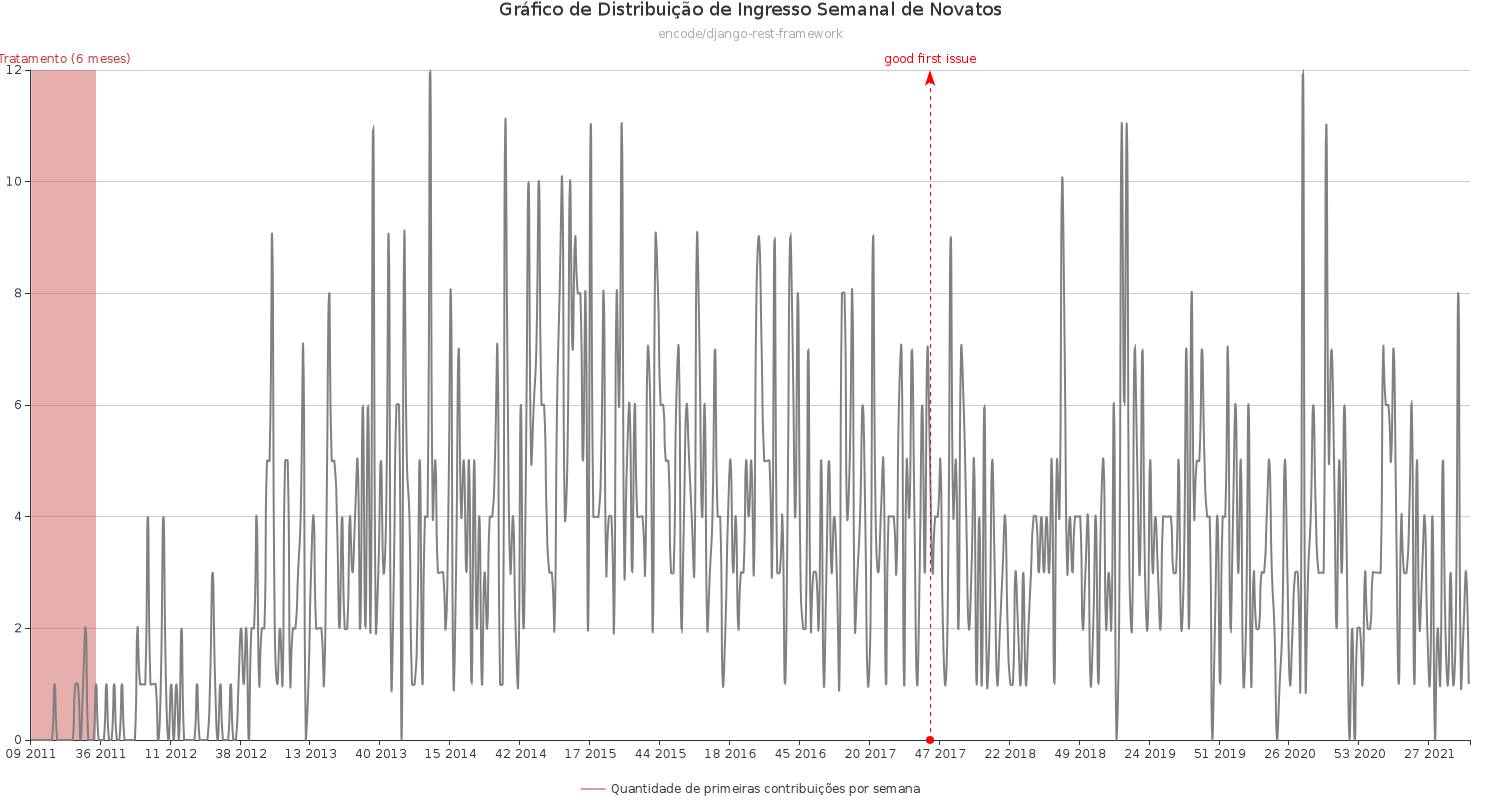 Gráfico de Distribuição de Ingresso Semanal de Novatos
encode/django-rest-framework
Tratamento (6 meses)
good first issue
12
10
8
6
4
2
0
09 2011 36 2011 11 2012 38 2012 13 2013 40 2013 15 2014 42 2014 17 2015 44 2015 18 2016 45 2016 20 2017 47 2017 22 2018 49 2018 24 2019 51 2019 26 2020 53 2020 27 2021
Quantidade de primeiras contribuições por semana